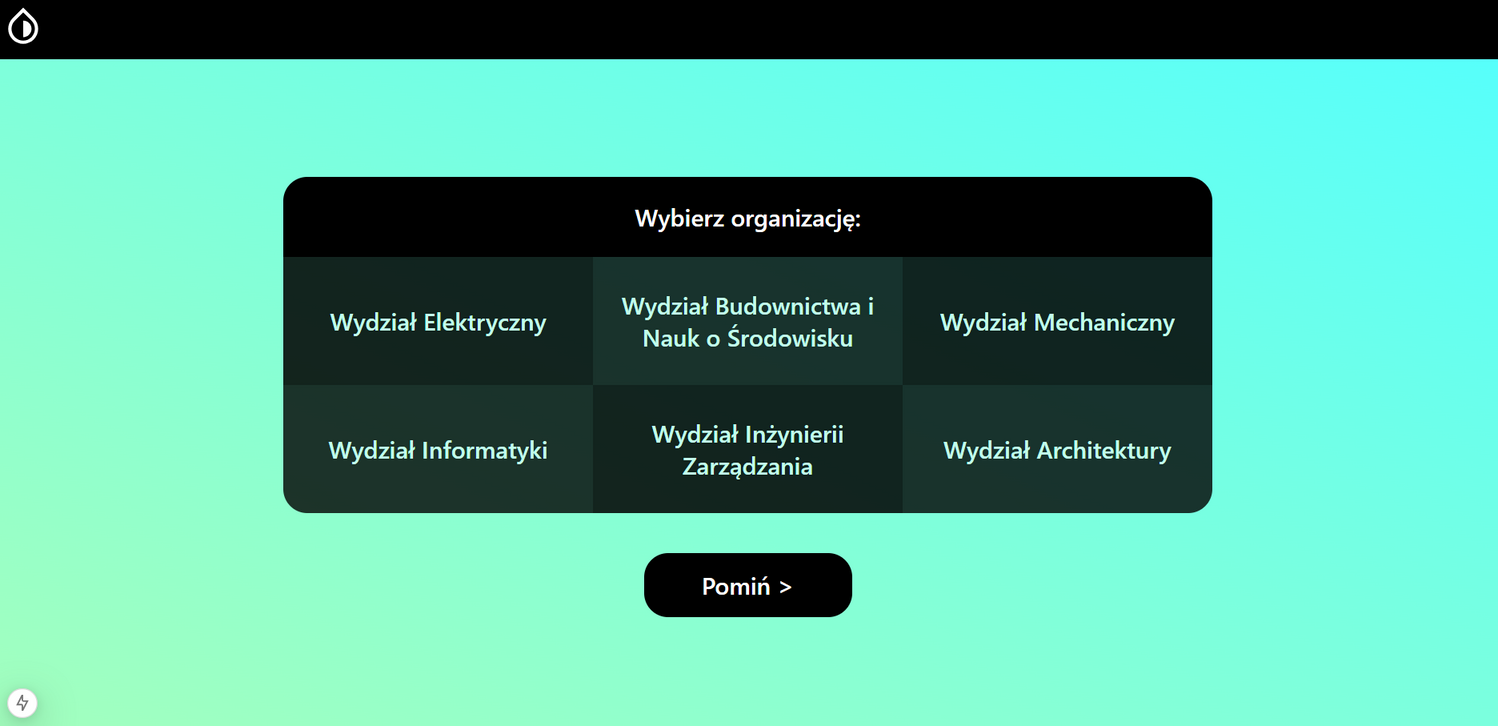 Wybierz organizację:
Wydział Elektryczny
Wydział Budownictwa i
Nauk o Środowisku
Wydział Mechaniczny
Wydział Informatyki
Wydział Inżynierii
Zarządzania
Wydział Architektury
Pomiń >